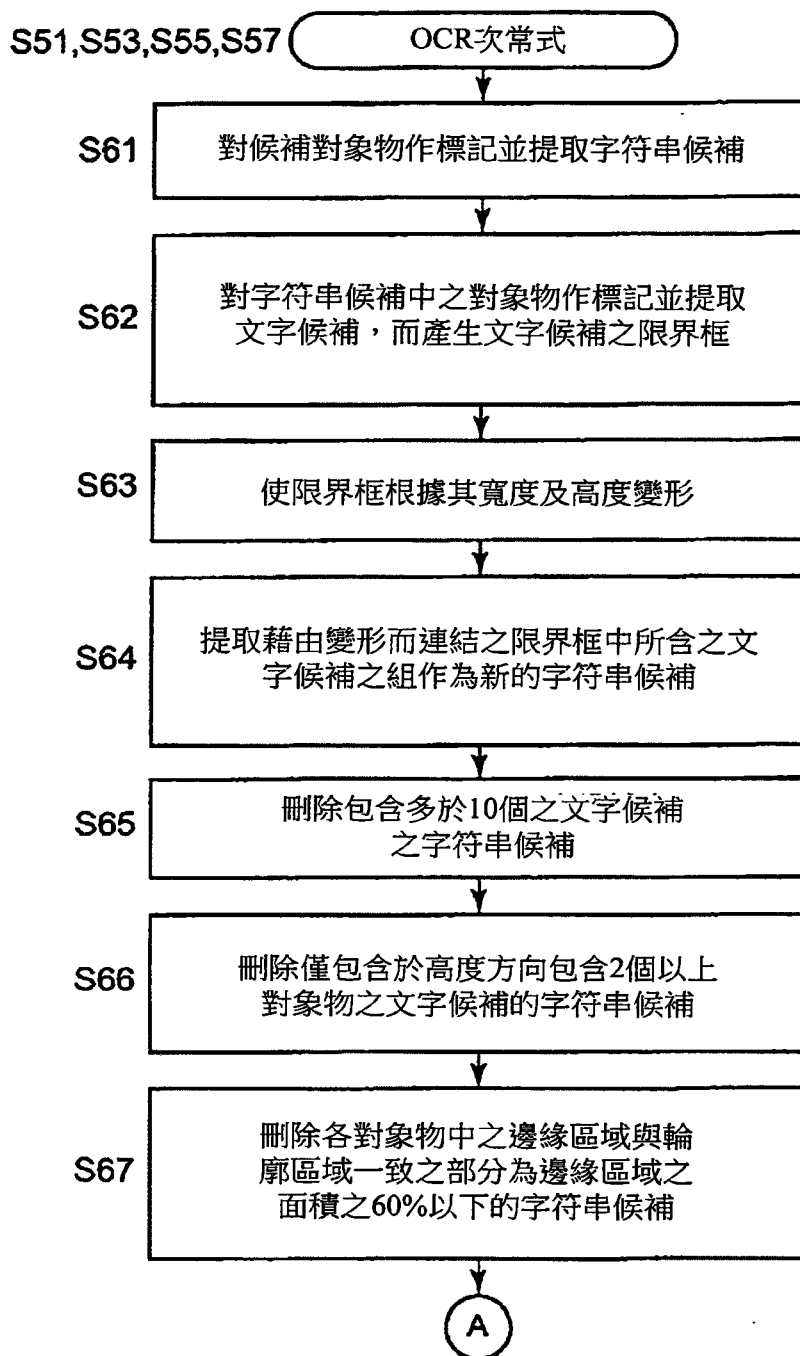 S51,S53,S55,S57 OCR次常式
S61 對候補對象物作標記並提取字符串候補
S62 對字符串候補中之對象物作標記並提取
文字候補，而產生文字候補之限界框
S63 使限界框根據其寬度及高度變形
S64 提取藉由變形而連結之限界框中所含之文
字候補之組作為新的字符串候補
S65 刪除包含多於10個之文字候補
之字符串候補
S66 刪除僅包含於高度方向包含2個以上
對象物之文字候補的字符串候補
S67 刪除各對象物中之邊緣區域與輪
廓區域一致之部分為邊緣區域之
面積之60%以下的字符串候補
A